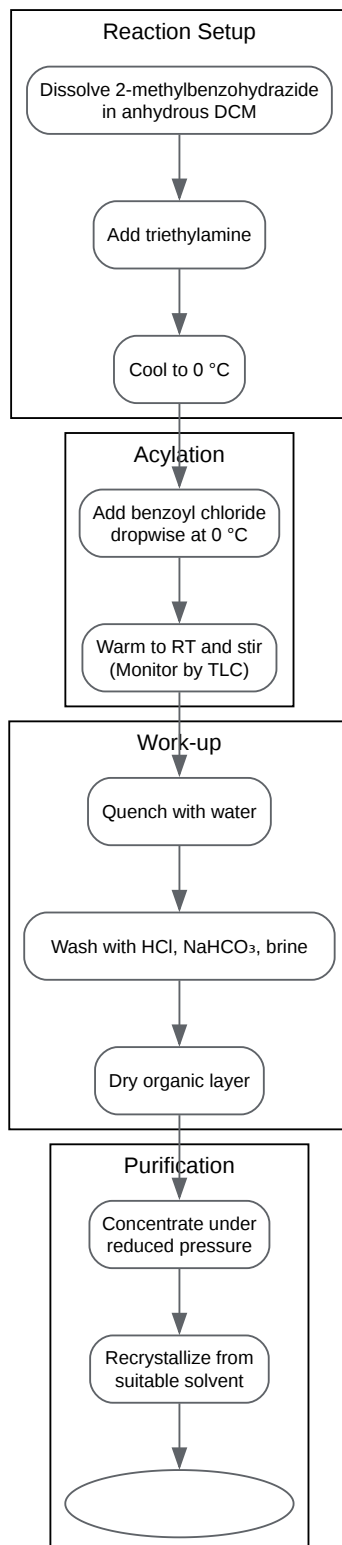 Reaction Setup
Dissolve 2-methylbenzohydrazide
in anhydrous DCM
Add triethylamine
Cool to 0 °C
Acylation
Add benzoyl chloride
dropwise at 0 °C
Warm to RT and stir
(Monitor by TLC)
Work-up
Quench with water
Wash with HCl, NaHCO₃, brine
Dry organic layer
Purification
Concentrate under
reduced pressure
Recrystallize from
suitable solvent